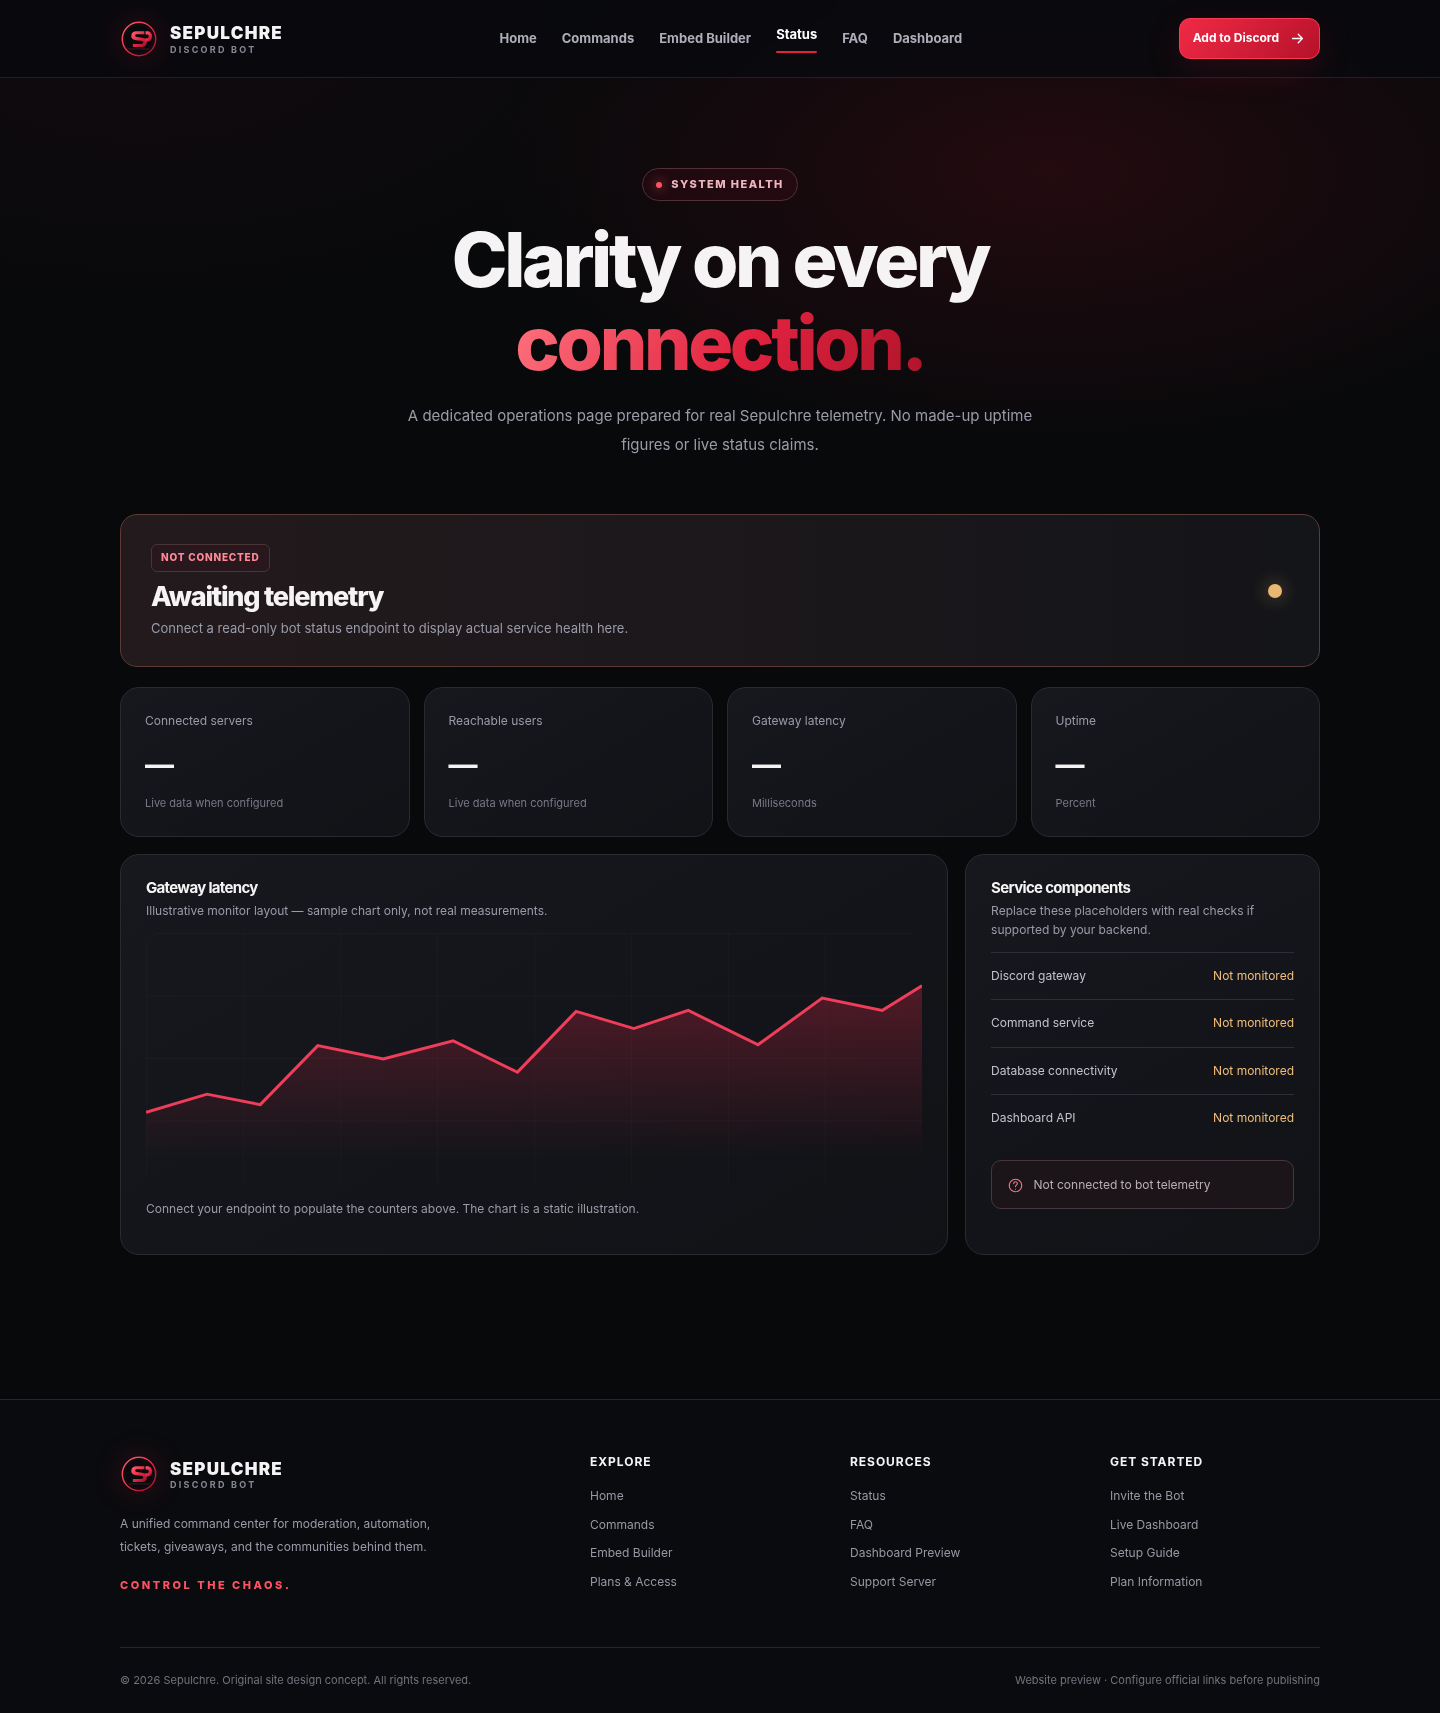 SEPULCHRE
DISCORD BOT
Home
Commands
Embed Builder
Status
FAQ
Dashboard
Add to Discord
SYSTEM HEALTH
Clarity on every
connection.
A dedicated operations page prepared for real Sepulchre telemetry. No made-up uptime
figures or live status claims.
NOT CONNECTED
Awaiting telemetry
Connect a read-only bot status endpoint to display actual service health here.
Connected servers
—
Live data when configured
Reachable users
—
Live data when configured
Gateway latency
—
Milliseconds
Uptime
—
Percent
Gateway latency
Illustrative monitor layout — sample chart only, not real measurements.
Connect your endpoint to populate the counters above. The chart is a static illustration.
Service components
Replace these placeholders with real checks if
supported by your backend.
Discord gateway Not monitored
Command service Not monitored
Database connectivity Not monitored
Dashboard API Not monitored
Not connected to bot telemetry
SEPULCHRE
DISCORD BOT
A unified command center for moderation, automation,
tickets, giveaways, and the communities behind them.
CONTROL THE CHAOS.
EXPLORE
Home
Commands
Embed Builder
Plans & Access
RESOURCES
Status
FAQ
Dashboard Preview
Support Server
GET STARTED
Invite the Bot
Live Dashboard
Setup Guide
Plan Information
© 2026 Sepulchre. Original site design concept. All rights reserved.
Website preview · Configure official links before publishing